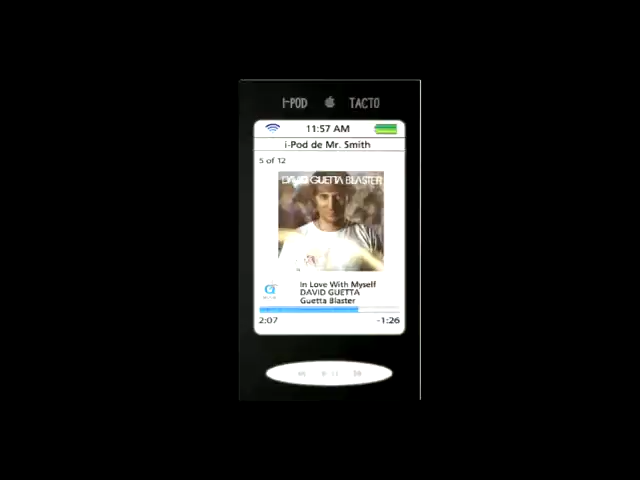 i-POD TACTO
11:57 AM
i-Pod de Mr. Smith
5 of 12
DAVID GUETTA BLASTER
In Love With Myself
DAVID GUETTA
Guetta Blaster
2:07 -1:26